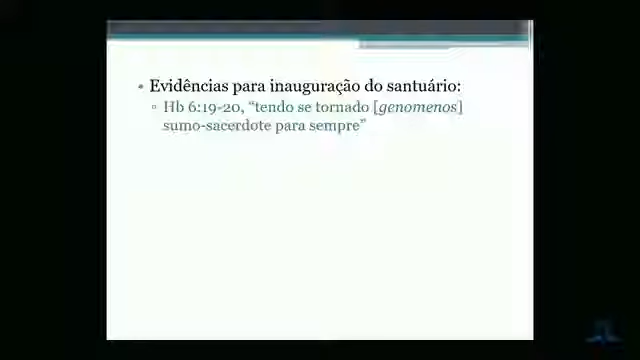 • Evidências para inauguração do santuário:
▫ Hb 6:19-20, “tendo se tornado [genomenos]
sumo-sacerdote para sempre”